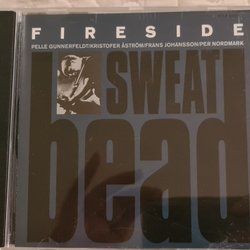 FIRESIDE
PELLE GUNNERFELDT/KRISTOFER ÅSTRÖM/FRANS JOHANSSON/PER NORDMARK
SWEAT
bead